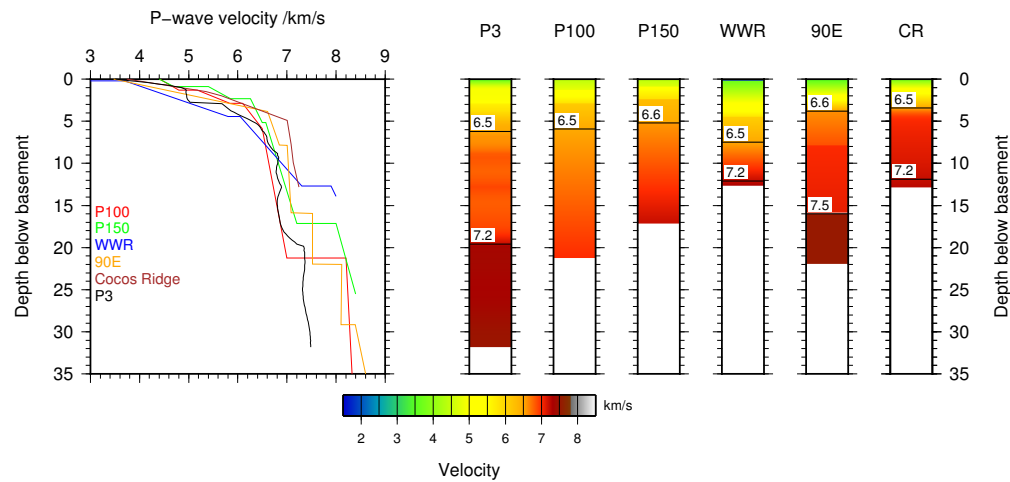 P−wave velocity /km/s
3 4 5 6 7 8 9
0
5
10
15
20
25
30
35
Depth below basement
P100
P150
WWR
90E
Cocos Ridge
P3
P3 P100 P150 WWR 90E CR
6.5
7.2
6.5
6.6
6.5
7.2
6.6
7.5
6.5
7.2
0
5
10
15
20
25
30
35
Depth below basement
2 3 4 5 6 7 8
km/s
Velocity